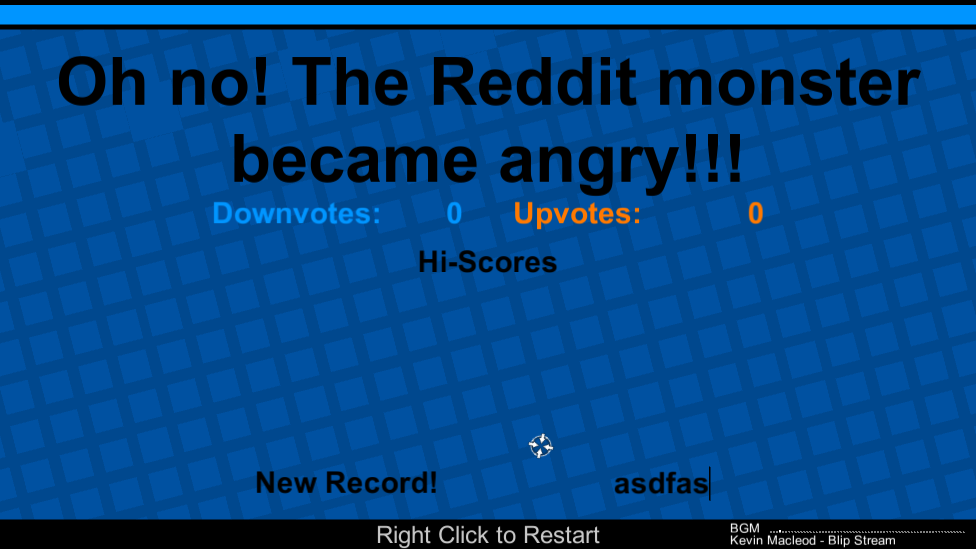 Oh no! The Reddit monster
became angry!!!
Downvotes: 0 Upvotes: 0
Hi-Scores
New Record! asdfas
Right Click to Restart
BGM
Kevin Macleod - Blip Stream